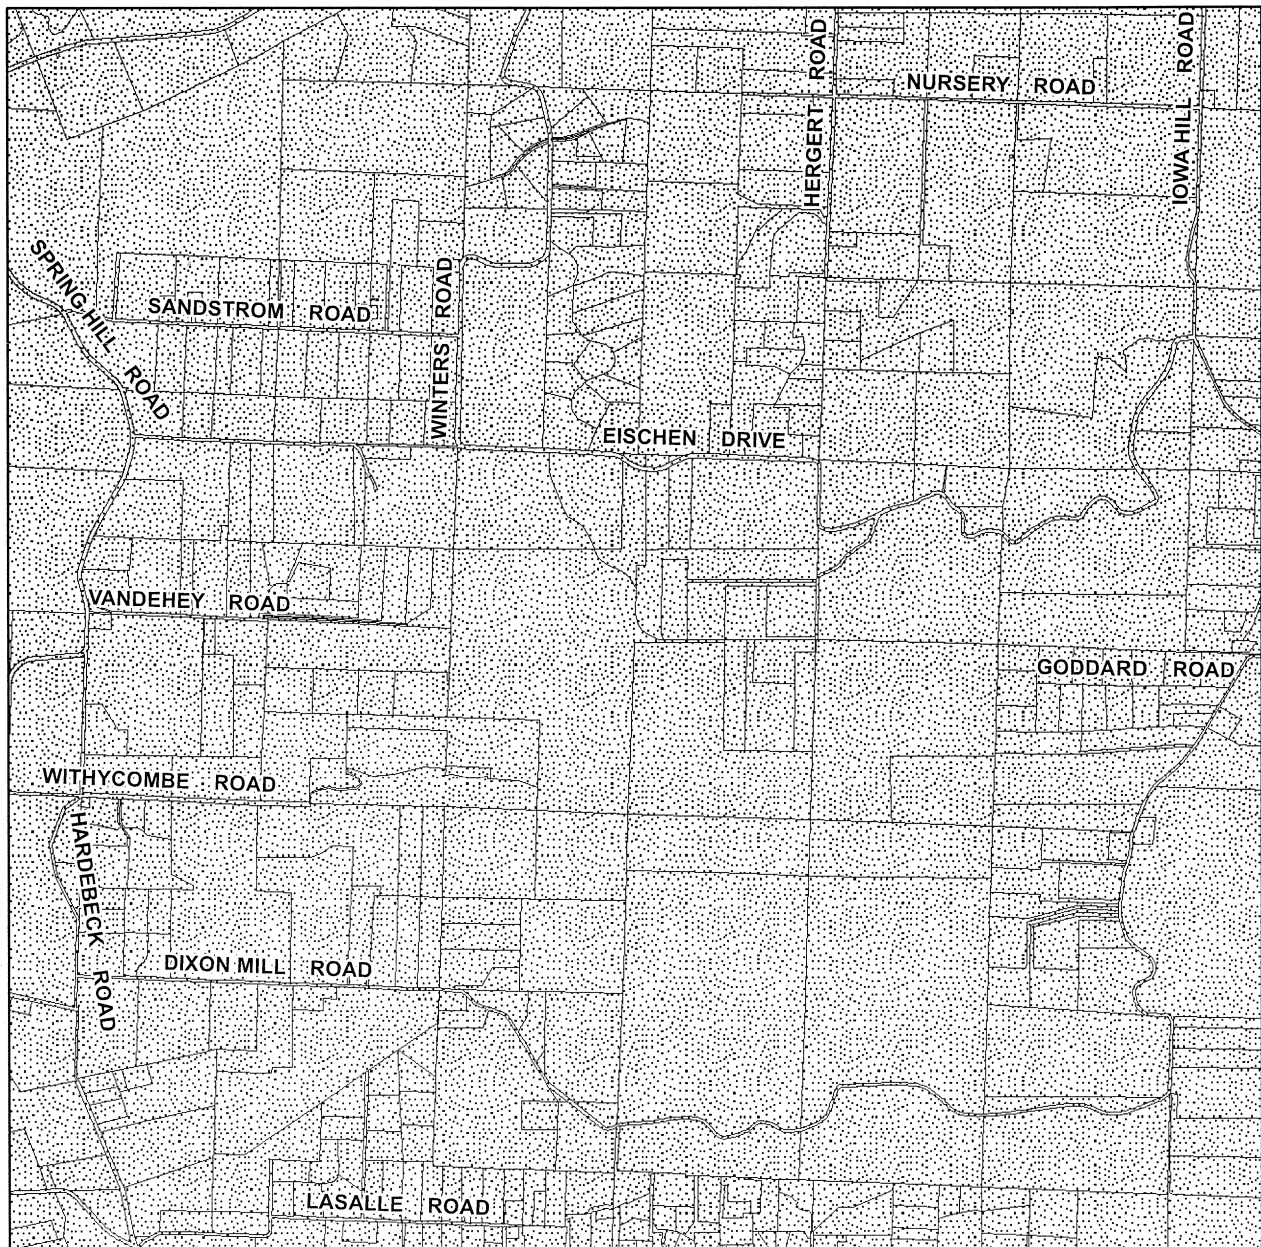 HERGERT ROAD
NURSERY ROAD
IOWA HILL ROAD
SPRING HILL ROAD
SANDSTROM ROAD
WINTERS ROAD
EISCHEN DRIVE
VANDEHEY ROAD
GODDARD ROAD
WITHYCOMBE ROAD
HARDEBECK ROAD
DIXON MILL ROAD
LASALLE ROAD